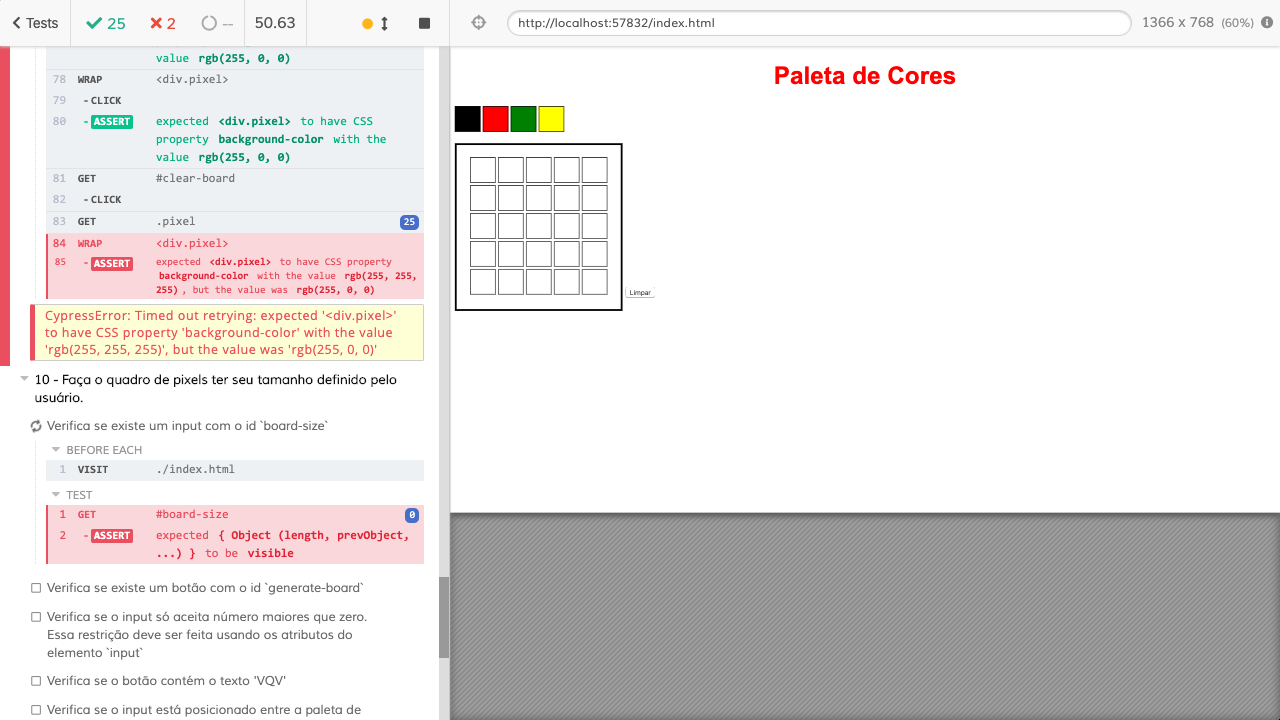 Tests 25 2 -- 50.63 http://localhost:57832/index.html 1366 x 768 (60%)
value rgb(255, 0, 0)
78 WRAP <div.pixel>
79 - CLICK
80 - ASSERT expected <div.pixel> to have CSS
property background-color with the
value rgb(255, 0, 0)
81 GET #clear-board
82 - CLICK
83 GET .pixel 25
84 WRAP <div.pixel>
85 - ASSERT expected <div.pixel> to have CSS property
background-color with the value rgb(255, 255,
255) , but the value was rgb(255, 0, 0)
CypressError: Timed out retrying: expected '<div.pixel>'
to have CSS property 'background-color' with the value
'rgb(255, 255, 255)', but the value was 'rgb(255, 0, 0)'
10 - Faça o quadro de pixels ter seu tamanho definido pelo
usuário.
Verifica se existe um input com o id `board-size`
BEFORE EACH
1 VISIT ./index.html
TEST
1 GET #board-size 0
2 - ASSERT expected { Object (length, prevObject,
...) } to be visible
Verifica se existe um botão com o id `generate-board`
Verifica se o input só aceita número maiores que zero.
Essa restrição deve ser feita usando os atributos do
elemento `input`
Verifica se o botão contém o texto 'VQV'
Verifica se o input está posicionado entre a paleta de
Paleta de Cores
Limpar